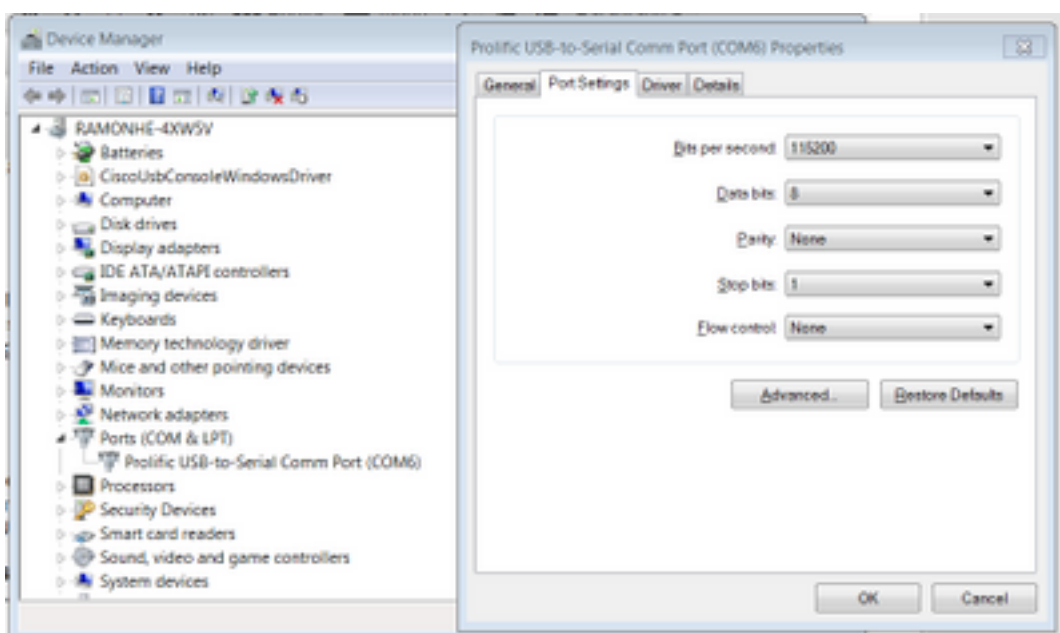 Device Manager
File Action View Help
RAMONHE-4XW5V
Batteries
CiscoUsbConsoleWindowsDriver
Computer
Disk drives
Display adapters
IDE ATA/ATAPI controllers
Imaging devices
Keyboards
Memory technology driver
Mice and other pointing devices
Monitors
Network adapters
Ports (COM & LPT)
Prolific USB-to-Serial Comm Port (COM6)
Processors
Security Devices
Smart card readers
Sound, video and game controllers
System devices
Prolific USB-to-Serial Comm Port (COM6) Properties
General Port Settings Driver Details
Bits per second: 115200
Data bits: 8
Parity: None
Stop bits: 1
Flow control: None
Advanced... Restore Defaults
OK Cancel